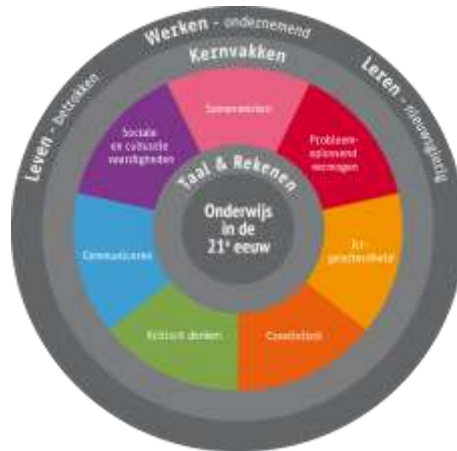 Werken - ondernemend
Leven - betrokken
Leren - nieuwsgierig
Kernvakken
Samenwerken
Sociale
en culturele
vaardigheden
Probleem-
oplossend
vermogen
Taal & Rekenen
Onderwijs
in de
21e eeuw
Communiceren
Ict-
geletterdheid
Kritisch denken
Creativiteit